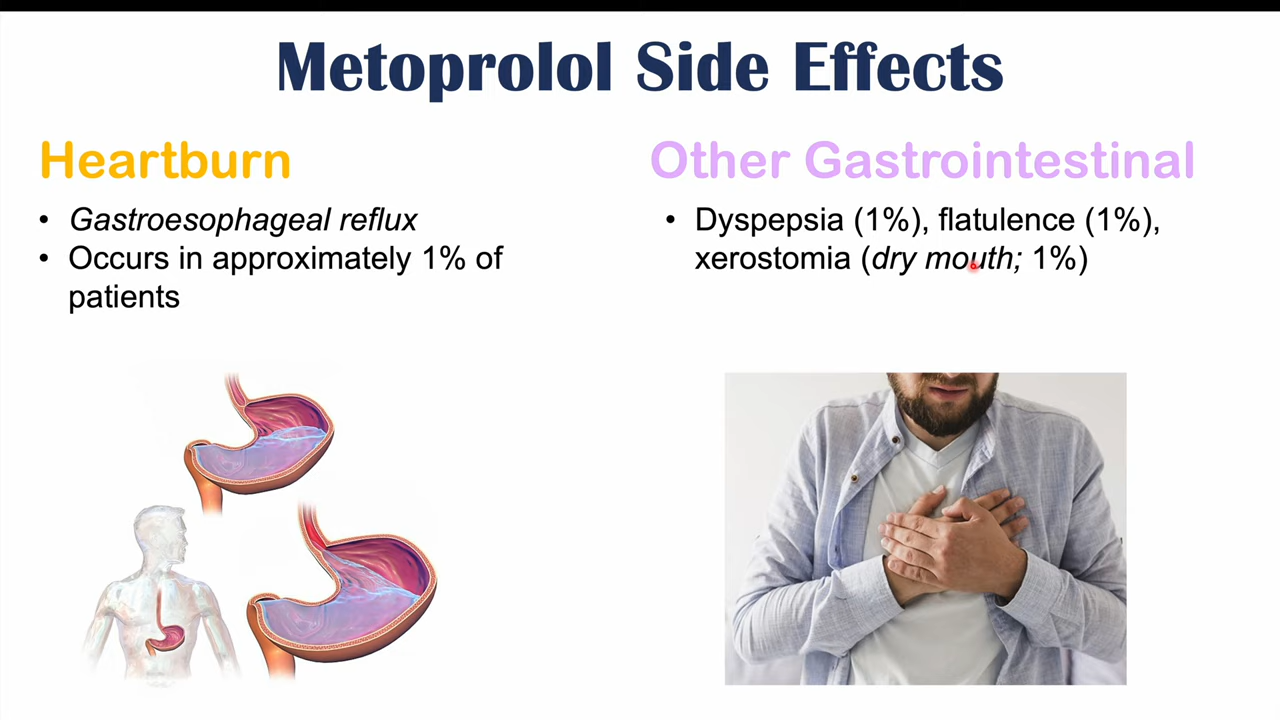 Metoprolol Side Effects
Heartburn
• Gastroesophageal reflux
• Occurs in approximately 1% of
patients
Other Gastrointestinal
• Dyspepsia (1%), flatulence (1%),
xerostomia (dry mouth; 1%)